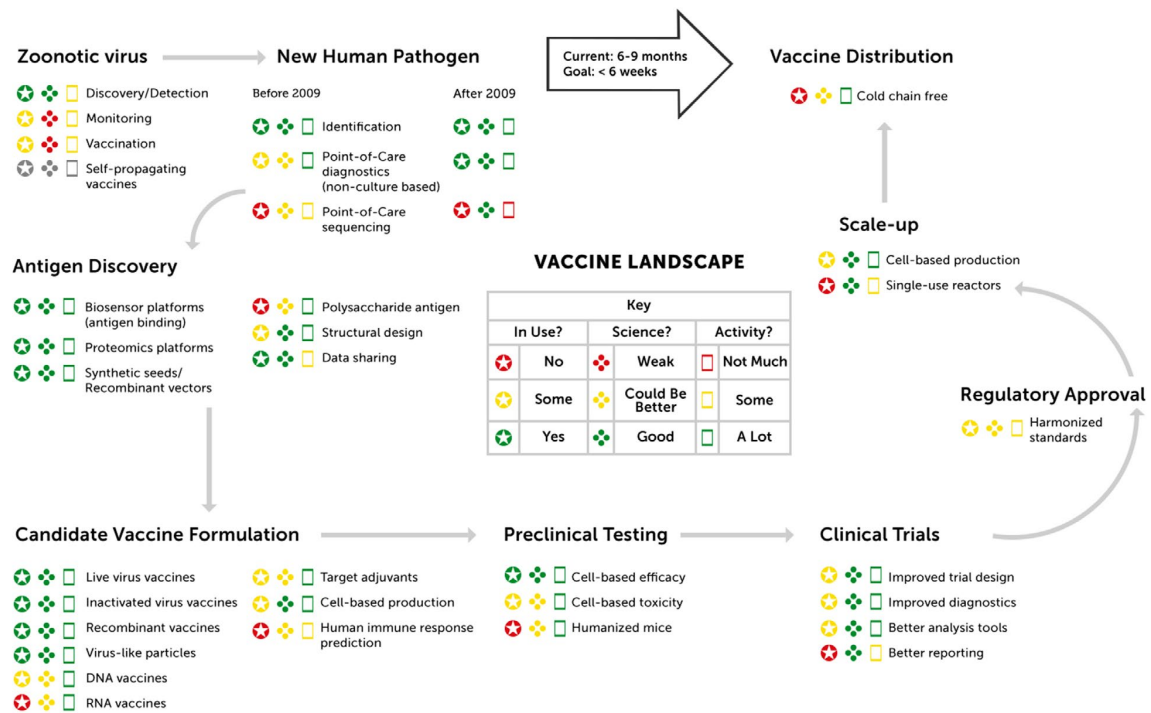 Zoonotic virus
Discovery/Detection
Monitoring
Vaccination
Self-propagating
vaccines
New Human Pathogen
Before 2009
After 2009
Identification
Point-of-Care
diagnostics
(non-culture based)
Point-of-Care
sequencing
Current: 6-9 months
Goal: < 6 weeks
Vaccine Distribution
Cold chain free
Scale-up
Cell-based production
Single-use reactors
Antigen Discovery
Biosensor platforms
(antigen binding)
Proteomics platforms
Synthetic seeds/
Recombinant vectors
Polysaccharide antigen
Structural design
Data sharing
VACCINE LANDSCAPE
Key
In Use? Science? Activity?
No Weak Not Much
Some Could Be
Better Some
Yes Good A Lot
Regulatory Approval
Harmonized
standards
Candidate Vaccine Formulation
Live virus vaccines
Inactivated virus vaccines
Recombinant vaccines
Virus-like particles
DNA vaccines
RNA vaccines
Target adjuvants
Cell-based production
Human immune response
prediction
Preclinical Testing
Cell-based efficacy
Cell-based toxicity
Humanized mice
Clinical Trials
Improved trial design
Improved diagnostics
Better analysis tools
Better reporting